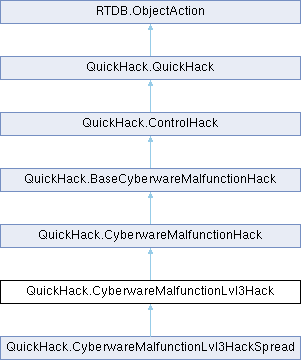 RTDB.ObjectAction
QuickHack.QuickHack
QuickHack.ControlHack
QuickHack.BaseCyberwareMalfunctionHack
QuickHack.CyberwareMalfunctionHack
QuickHack.CyberwareMalfunctionLvl3Hack
QuickHack.CyberwareMalfunctionLvl3HackSpread